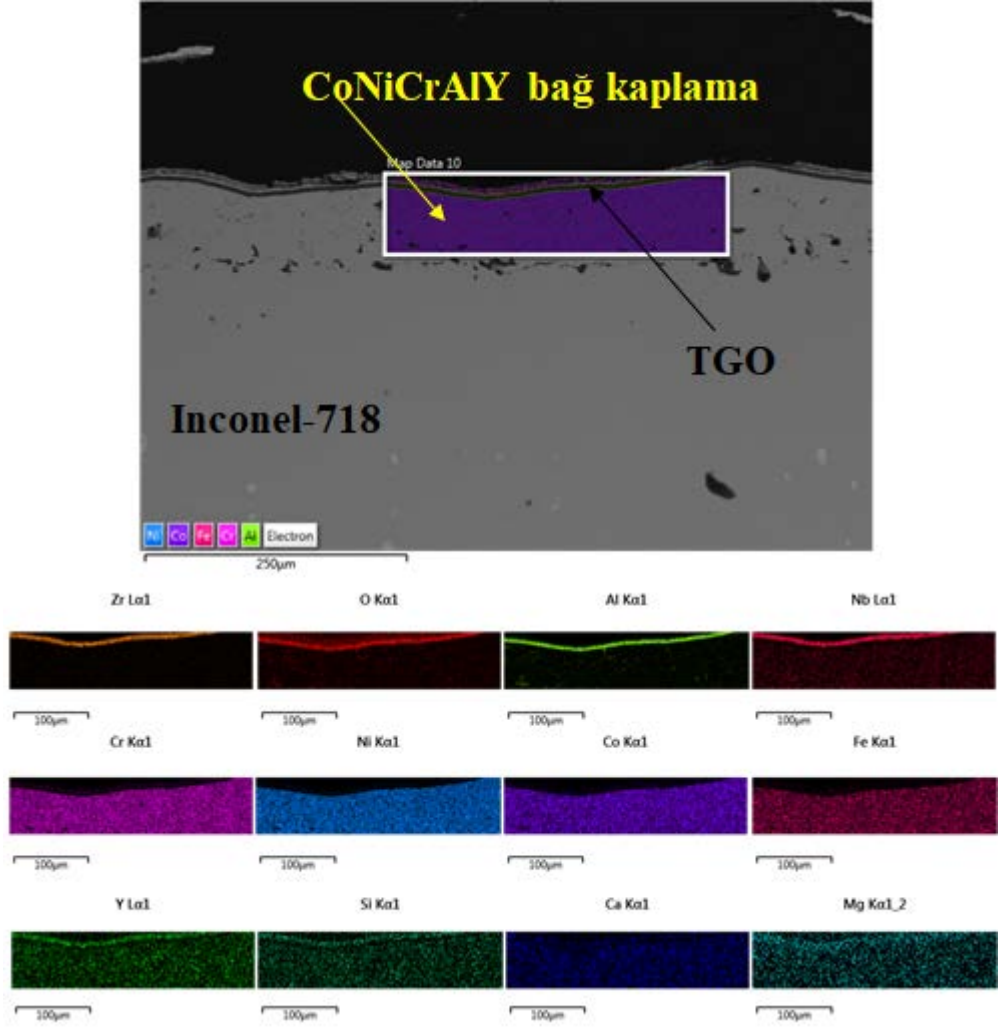 CoNiCrAlY bağ kaplama
Map Data 10
TGO
Inconel-718
Ni Co Fe Cr Al Electron
250µm
Zr Lα1 O Kα1 Al Kα1 Nb Lα1
100µm 100µm 100µm 100µm
Cr Kα1 Ni Kα1 Co Kα1 Fe Kα1
100µm 100µm 100µm 100µm
Y Lα1 Si Kα1 Ca Kα1 Mg Kα1_2
100µm 100µm 100µm 100µm